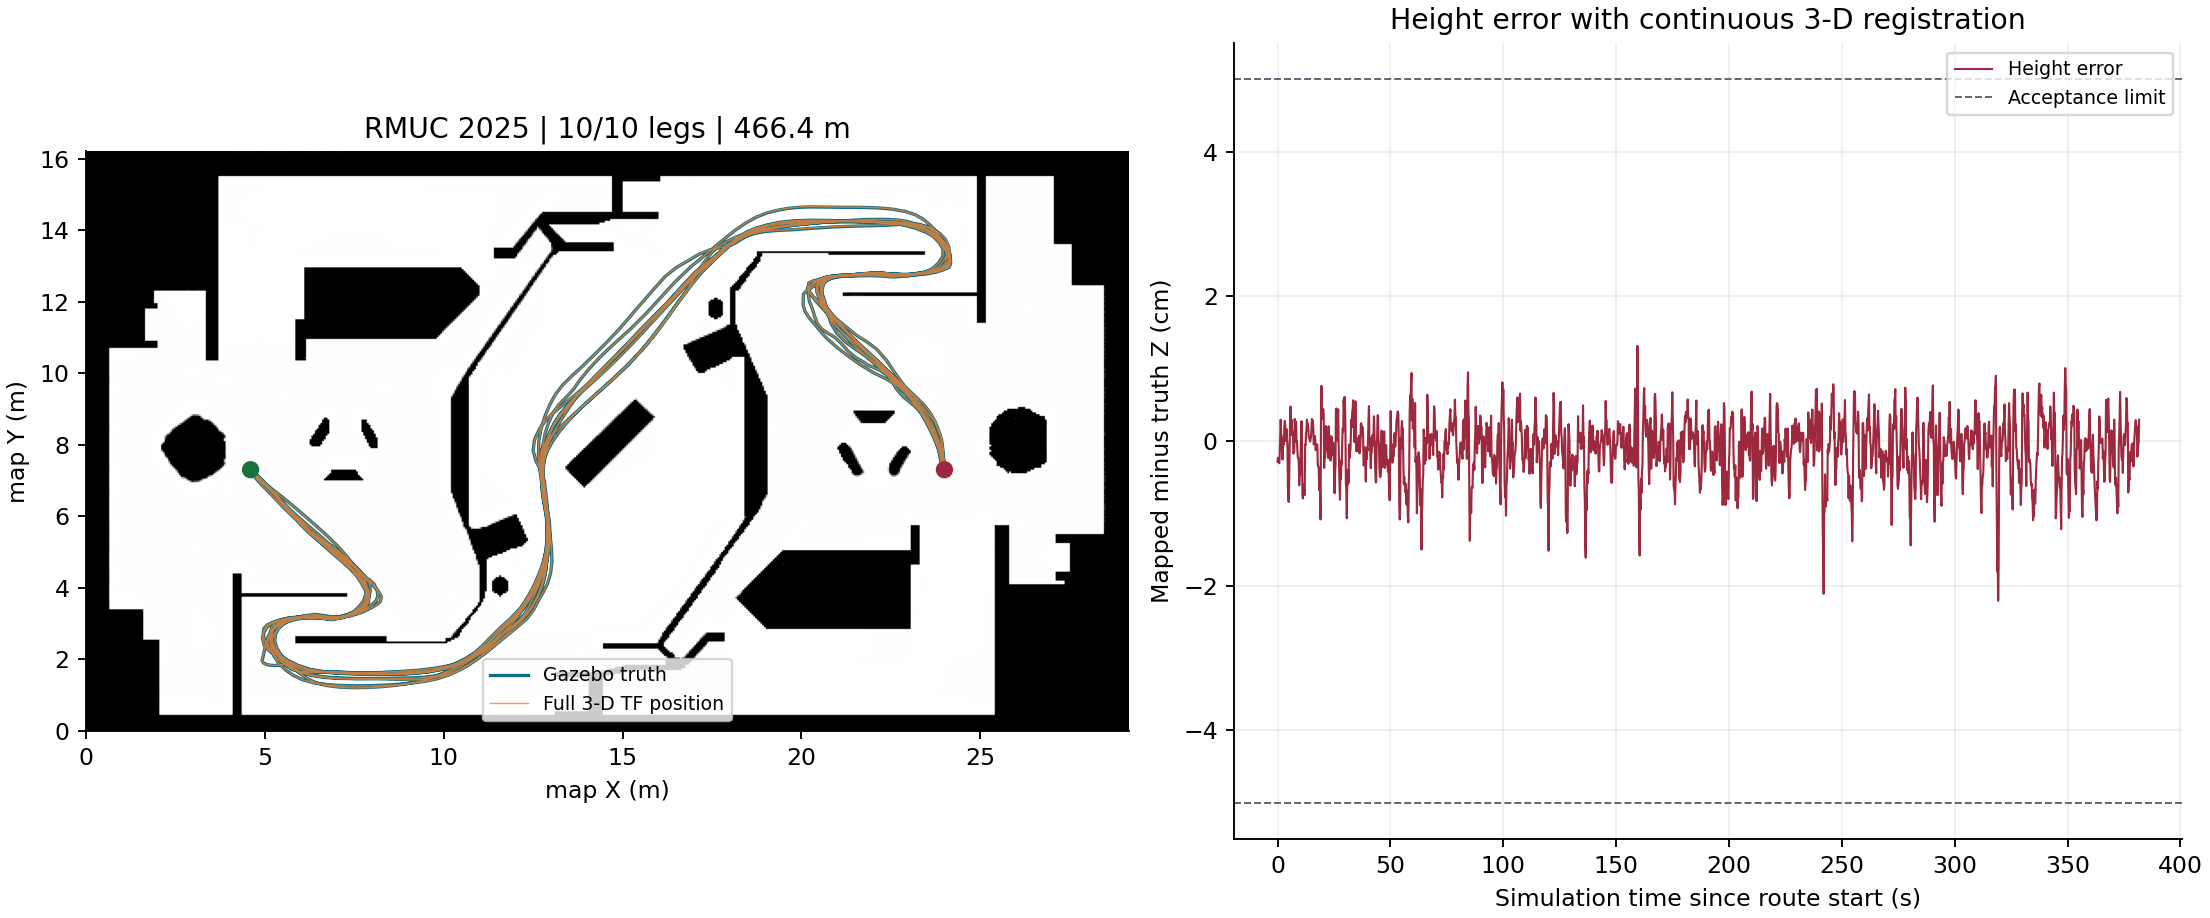 RMUC 2025 | 10/10 legs | 466.4 m
16
14
12
10
8
6
4
2
0
map Y (m)
0
5
10
15
20
25
map X (m)
Gazebo truth
Full 3-D TF position
Height error with continuous 3-D registration
Height error
Acceptance limit
4
2
0
−2
−4
Mapped minus truth Z (cm)
0
50
100
150
200
250
300
350
400
Simulation time since route start (s)